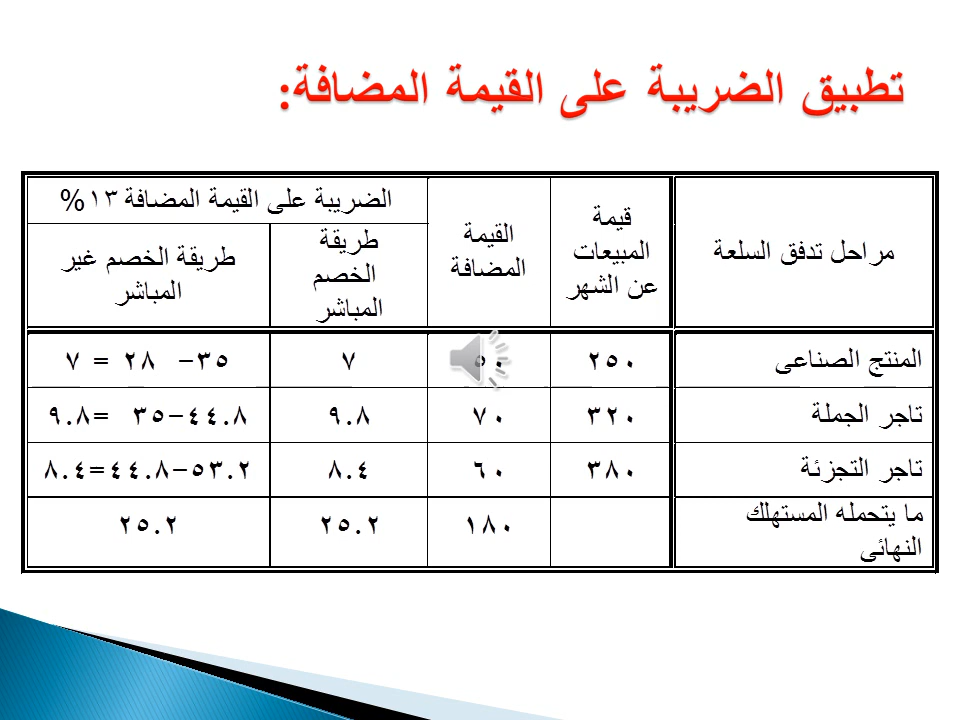 تطبيق الضريبة على القيمة المضافة:
مراحل تدفق السلعة
قيمة
المبيعات
عن الشهر
القيمة
المضافة
الضريبة على القيمة المضافة ١٣%
طريقة
الخصم
المباشر
طريقة الخصم غير
المباشر
المنتج الصناعى
٢٥٠
٥٠
٧
٣٥- ٢٨ = ٧
تاجر الجملة
٣٢٠
٧٠
٩.٨
٤٤.٨-٣٥ =٩.٨
تاجر التجزئة
٣٨٠
٦٠
٨.٤
٥٣.٢-٤٤.٨=٨.٤
ما يتحمله المستهلك
النهائى
١٨٠
٢٥.٢
٢٥.٢